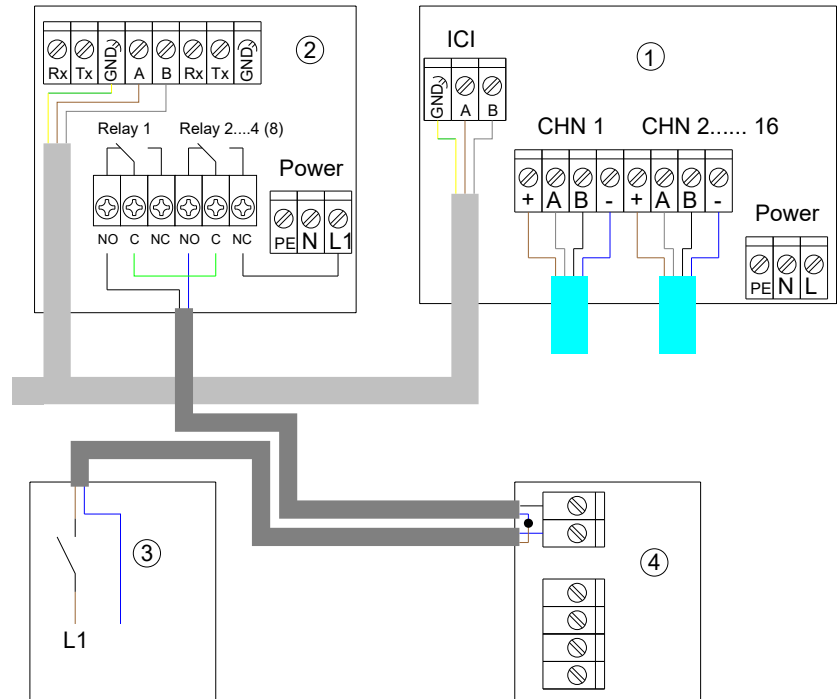 2
Rx Tx GND A B Rx Tx GND
Relay 1 Relay 2....4 (8)
Power
NO C NC NO C NC
PE N L1
1
ICI
GND A B
CHN 1 CHN 2...... 16
+ A B - + A B -
Power
PE N L
3
L1
4